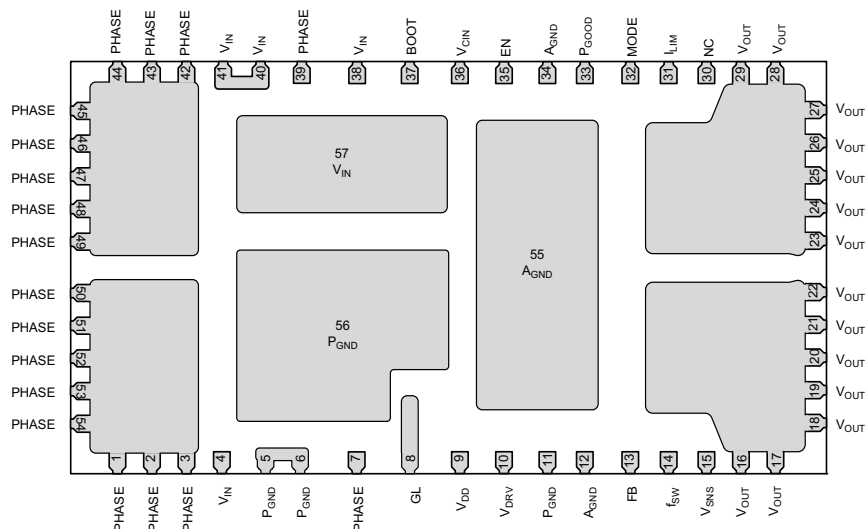 PHASE PHASE PHASE V_IN V_IN PHASE V_IN BOOT V_CIN EN A_GND P_GOOD MODE I_LIM NC V_OUT V_OUT
44 43 42 41 40 39 38 37 36 35 34 33 32 31 30 29 28
PHASE 45
PHASE 46
PHASE 47
PHASE 48
PHASE 49
PHASE 50
PHASE 51
PHASE 52
PHASE 53
PHASE 54
57
V_IN
55
A_GND
56
P_GND
27 V_OUT
26 V_OUT
25 V_OUT
24 V_OUT
23 V_OUT
22 V_OUT
21 V_OUT
20 V_OUT
19 V_OUT
18 V_OUT
1 2 3 4 5 6 7 8 9 10 11 12 13 14 15 16 17
PHASE PHASE PHASE V_IN P_GND P_GND PHASE GL V_DD V_DRV P_GND A_GND FB f_SW V_SNS V_OUT V_OUT